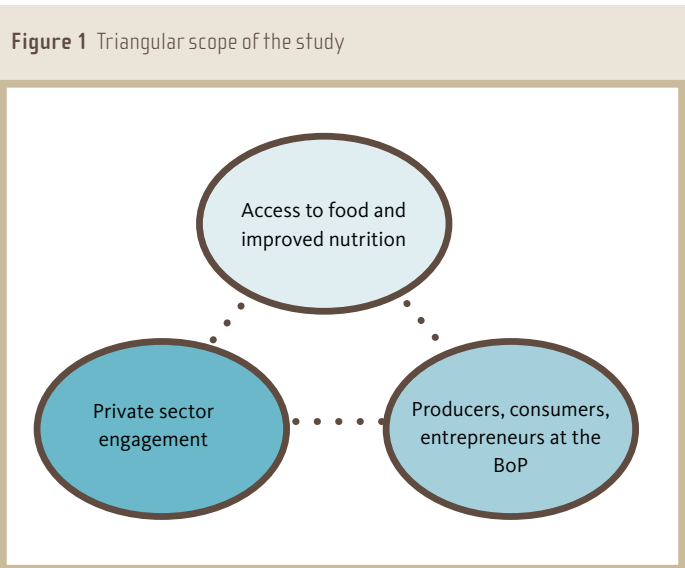 Figure 1 Triangular scope of the study
Access to food and
improved nutrition
Private sector
engagement
Producers, consumers,
entrepreneurs at the
BoP